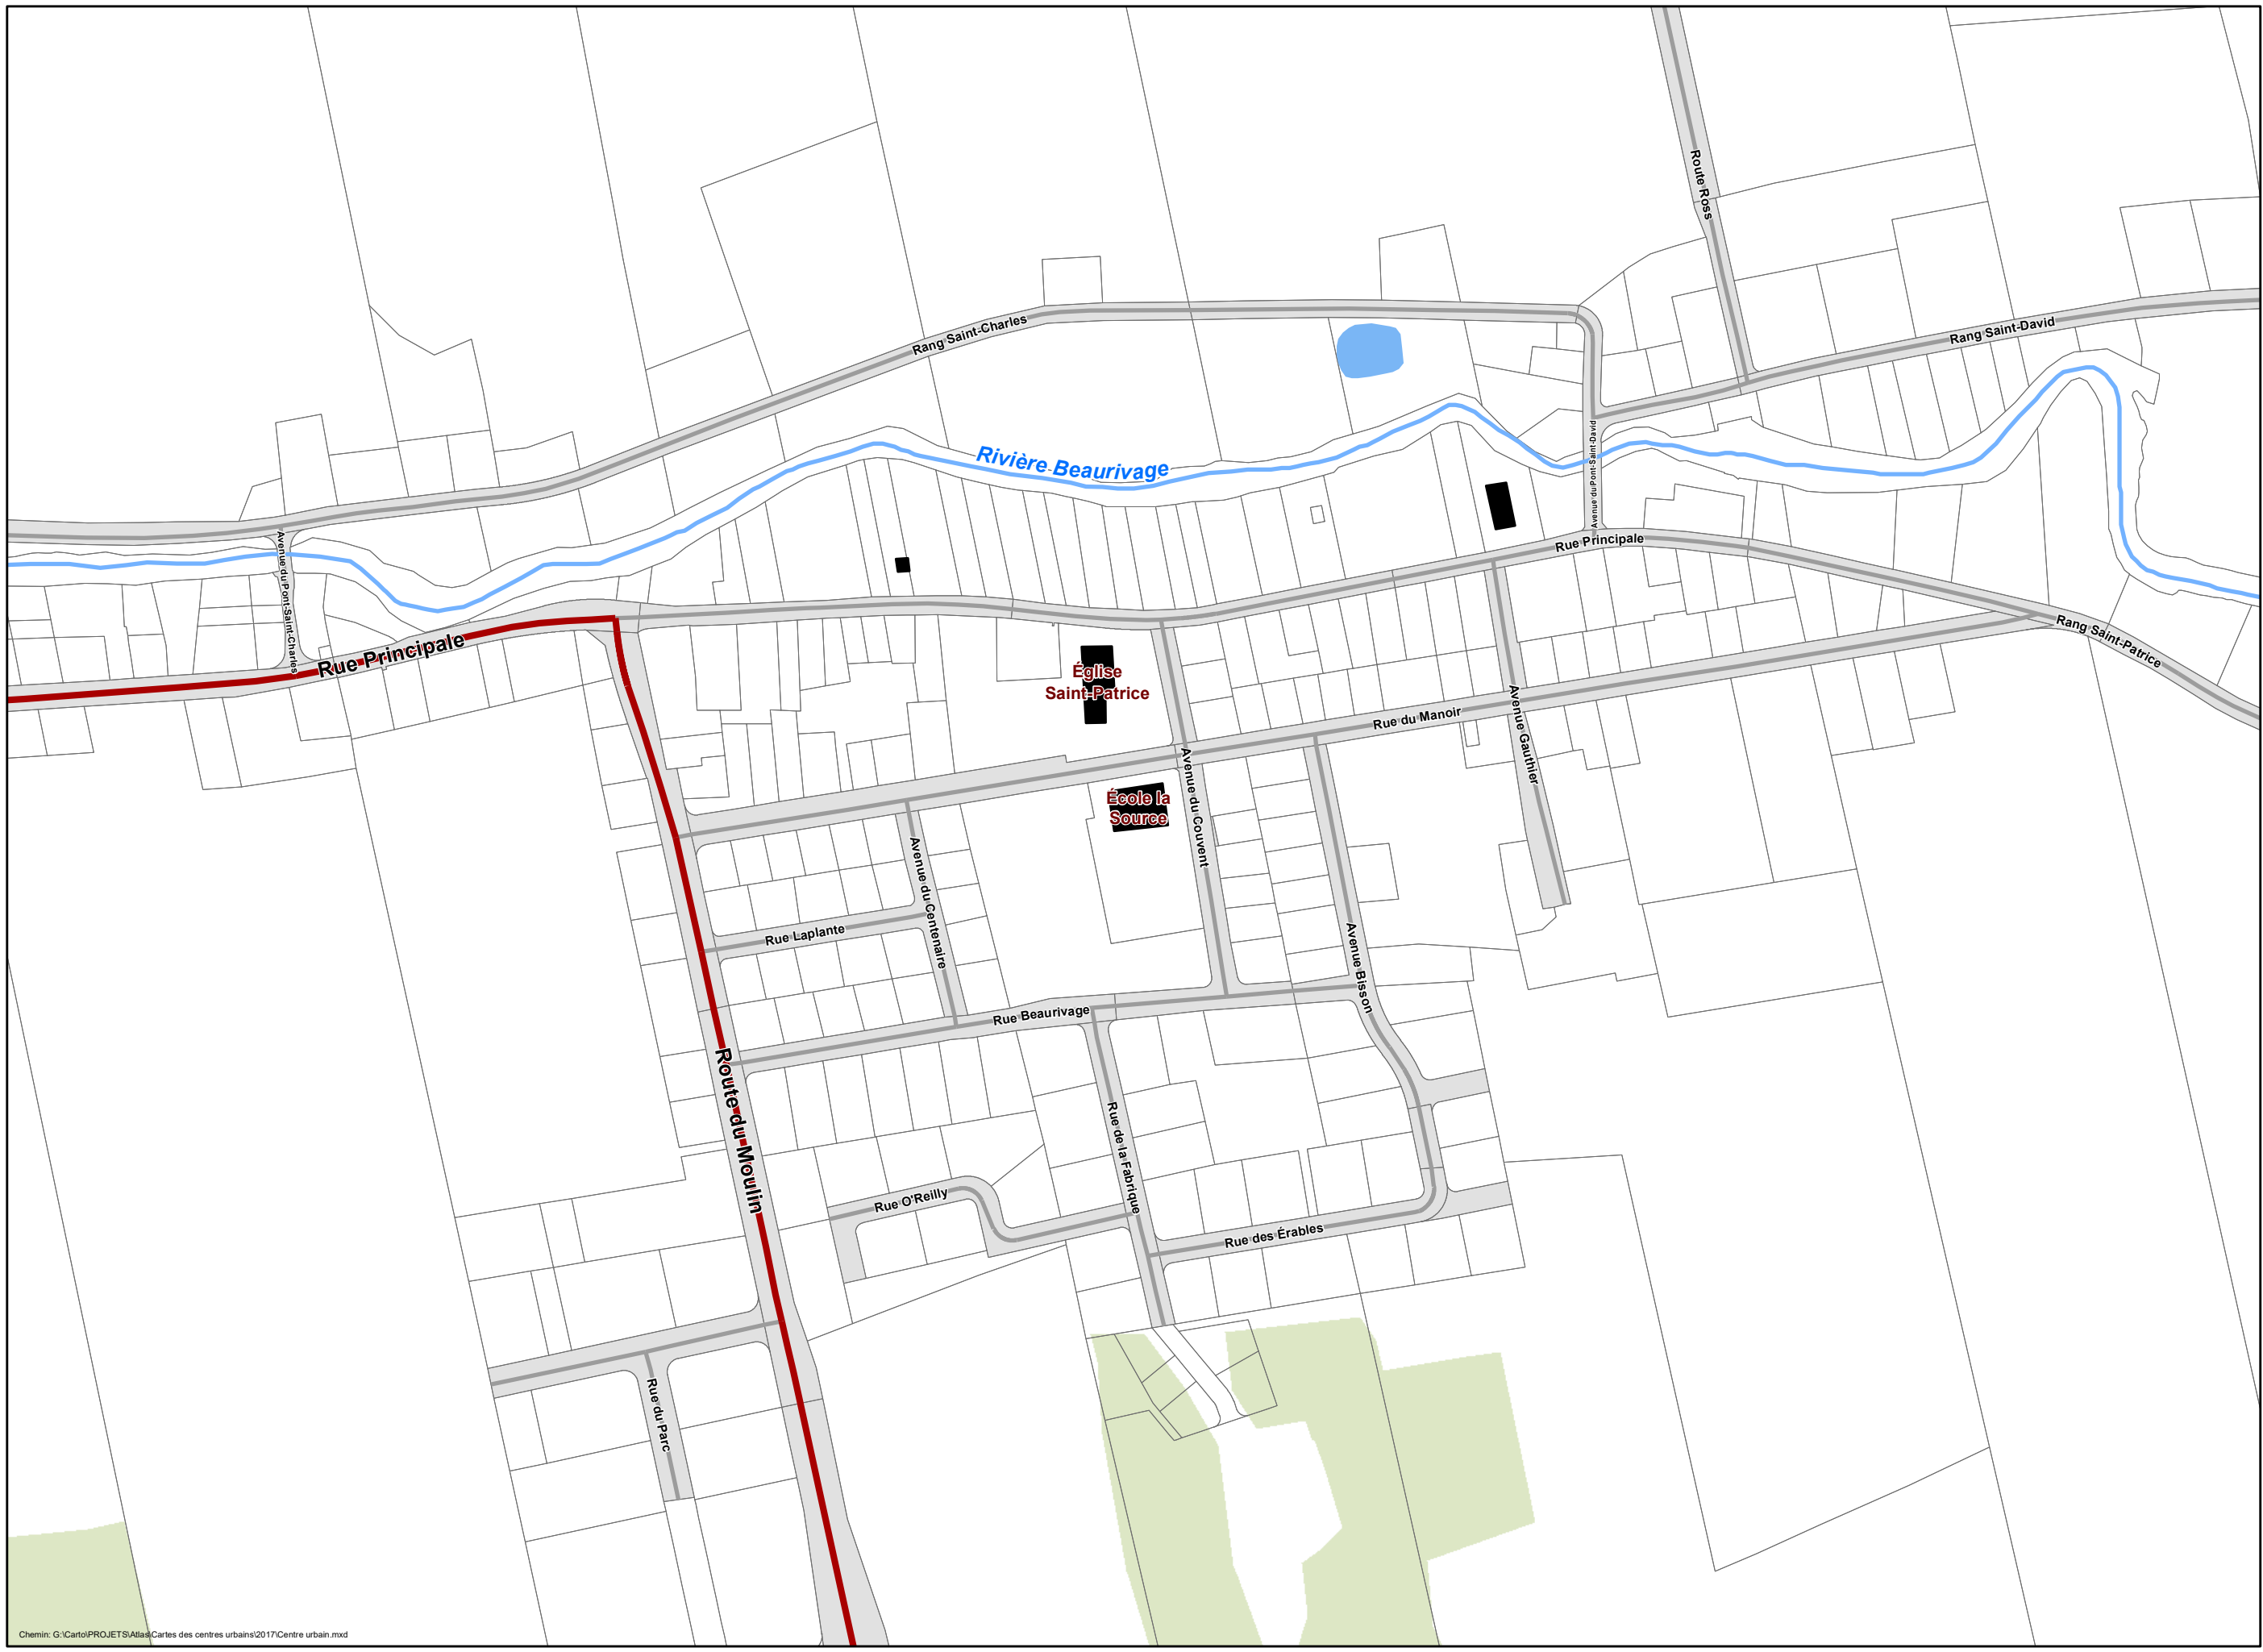 Route Ross
Rang Saint-Charles
Rang Saint-David
Avenue du Pont-Saint-David
Rivière Beaurivage
Avenue du Pont-Saint-Charles
Rue Principale
Rue Principale
Rang Saint-Patrice
Église
Saint-Patrice
Rue du Manoir
Avenue Gauthier
École la
Source
Avenue du Couvent
Avenue du Centenaire
Rue Laplante
Avenue Bisson
Rue Beaurivage
Route du Moulin
Rue de la Fabrique
Rue O'Reilly
Rue des Érables
Rue du Parc
Chemin: G:\Carto\PROJETS\Atlas\Cartes des centres urbains\2017\Centre urbain.mxd